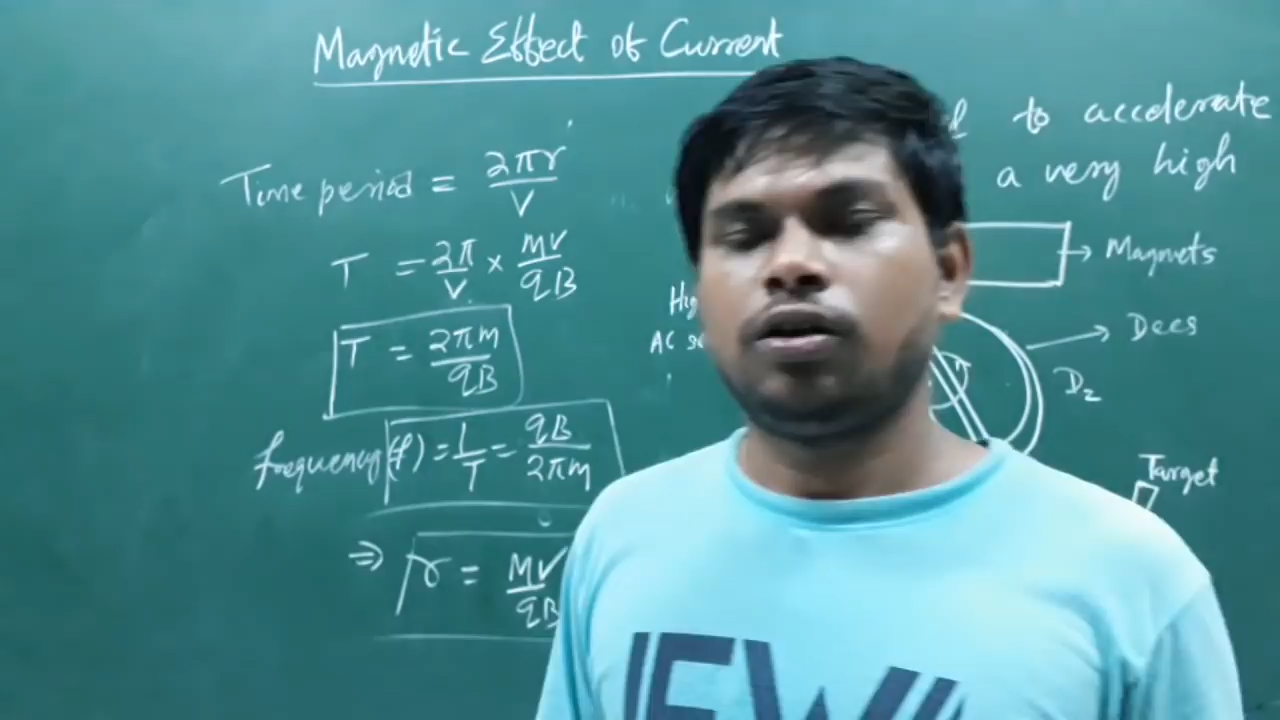 Magnetic Effect of Current
to accelerate
a very high
Time period = 2πr/V
T = 2π/V × MV/qB
T = 2πm/qB
frequency (f) = 1/T = qB/2πm
⇒ r = MV/qB
Magnets
AC
Dees
D2
Target